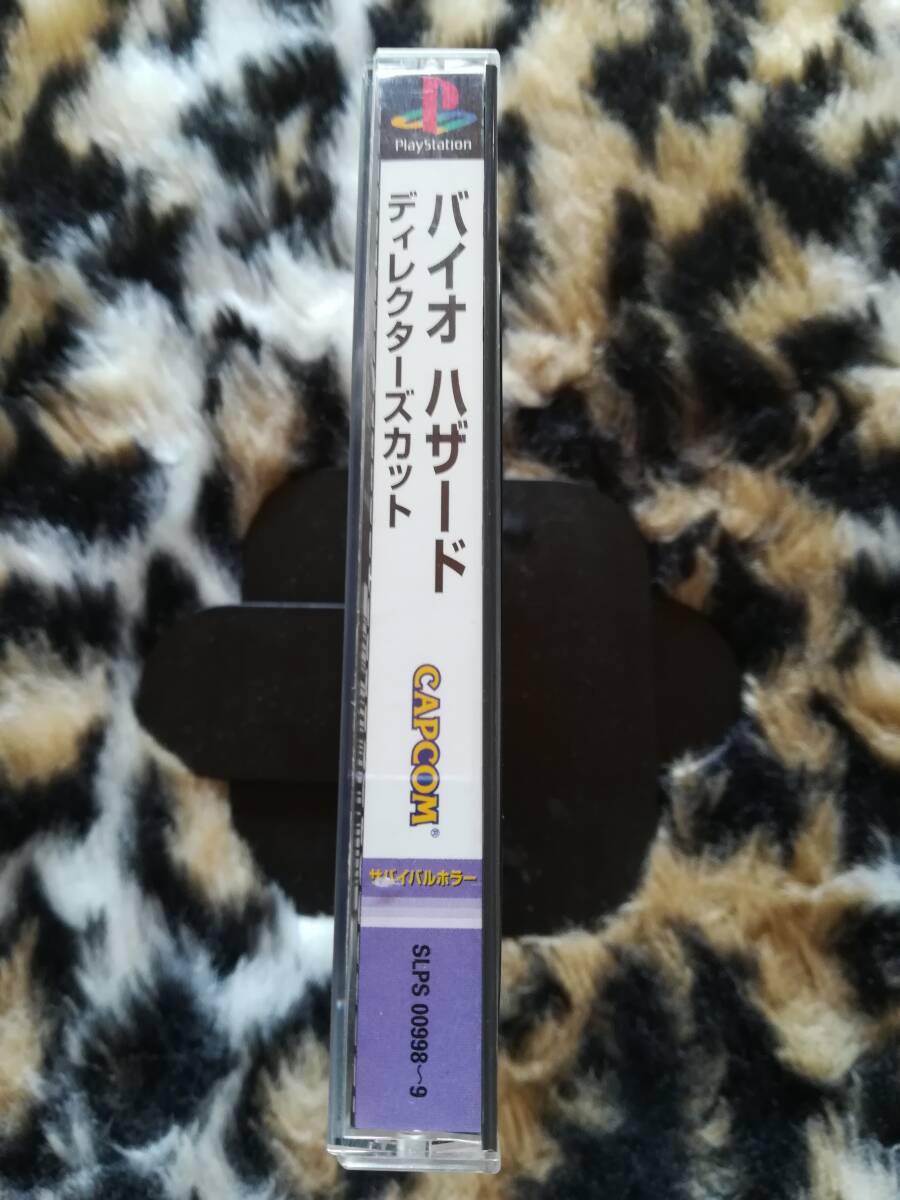 PlayStation
バイオ ハザード
ディレクターズカット
CAPCOM®
サバイバルホラー
SLPS 00998〜9